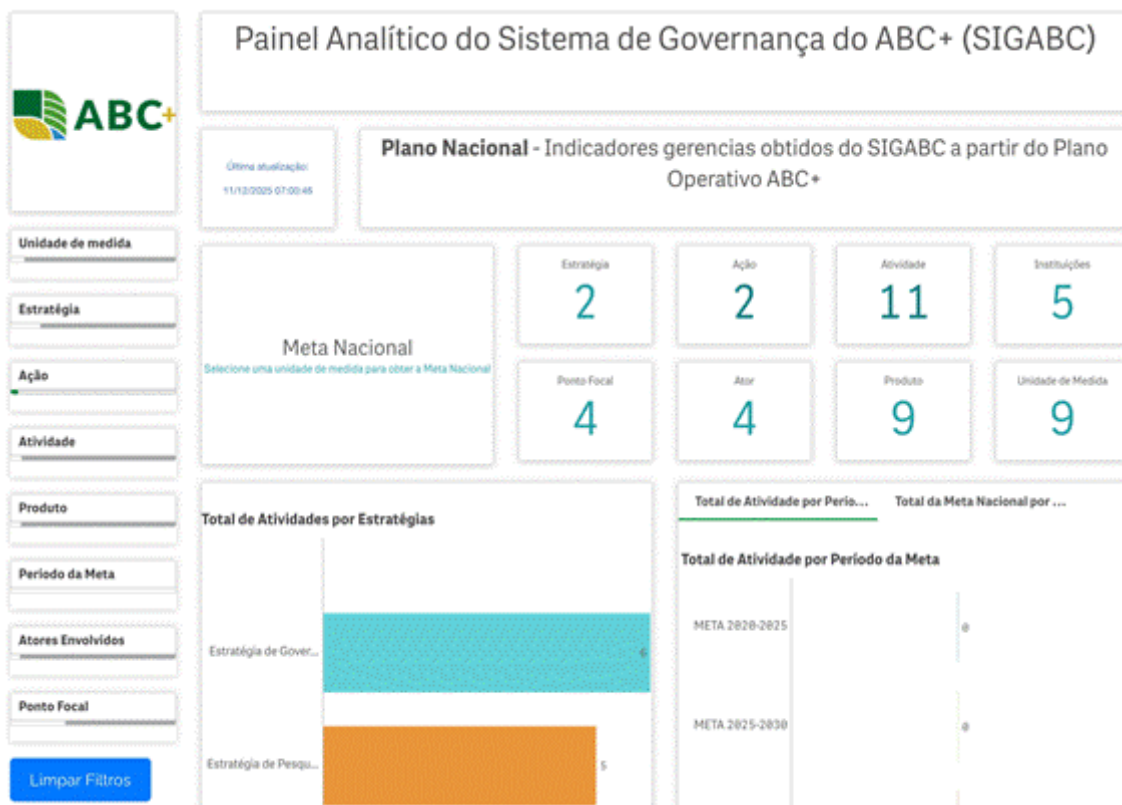 Painel Analítico do Sistema de Governança do ABC+ (SIGABC)
ABC+
Última atualização:
11/12/2025 07:00:46
Plano Nacional - Indicadores gerencias obtidos do SIGABC a partir do Plano
Operativo ABC+
Unidade de medida
Estratégia
Ação
Atividade
Produto
Período da Meta
Atores Envolvidos
Ponto Focal
Limpar Filtros
Meta Nacional
Selecione uma unidade de medida para obter a Meta Nacional
Estratégia
2
Ação
2
Atividade
11
Instituições
5
Ponto Focal
4
Ator
4
Produto
9
Unidade de Medida
9
Total de Atividades por Estratégias
Estratégia de Gover...
6
Estratégia de Pesqu...
5
Total de Atividade por Perío...
Total da Meta Nacional por ...
Total de Atividade por Período da Meta
META 2020-2025
0
META 2025-2030
0